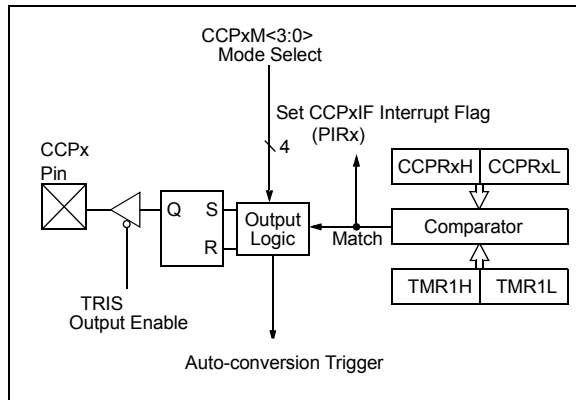 CCPxM<3:0>
Mode Select
Set CCPxIF Interrupt Flag
(PIRx)
4
CCPx
Pin
CCPRxH CCPRxL
Q S
R
Output
Logic
Match
Comparator
TMR1H TMR1L
TRIS
Output Enable
Auto-conversion Trigger